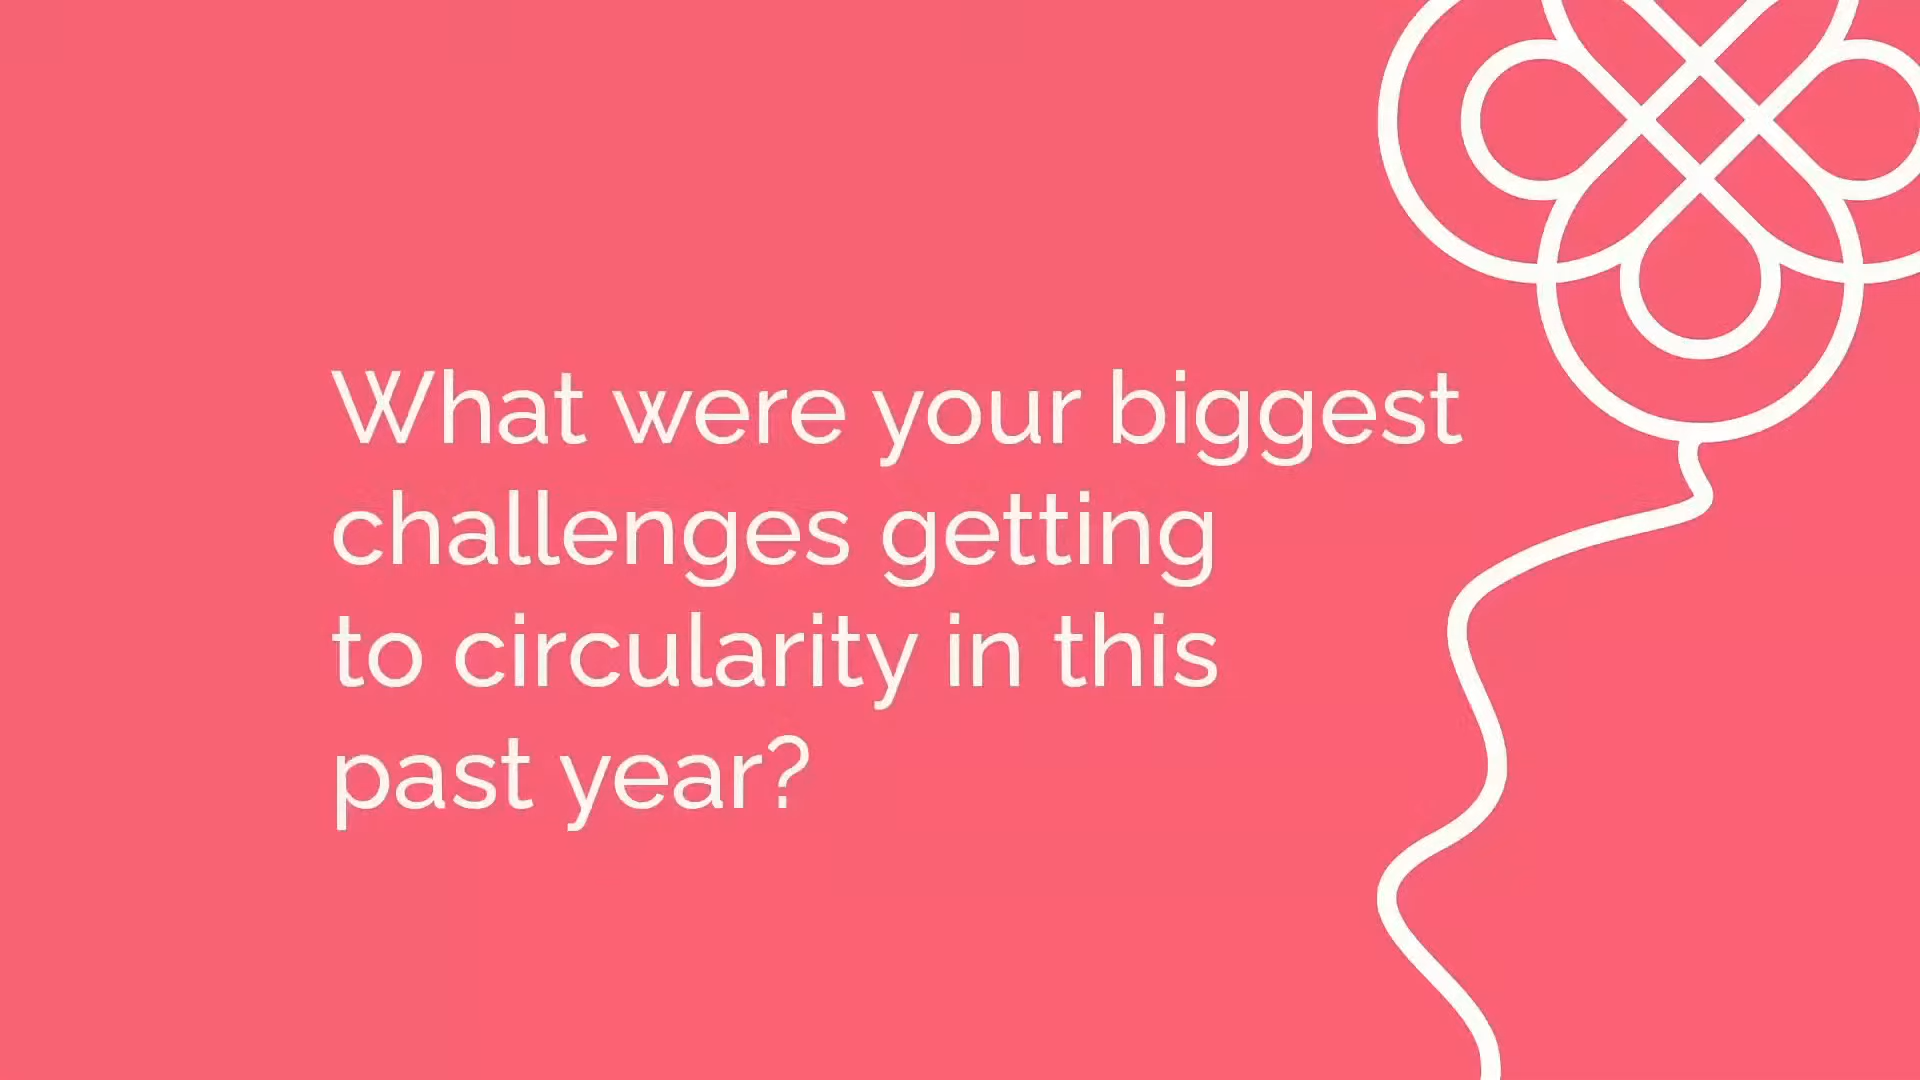 What were your biggest
challenges getting
to circularity in this
past year?